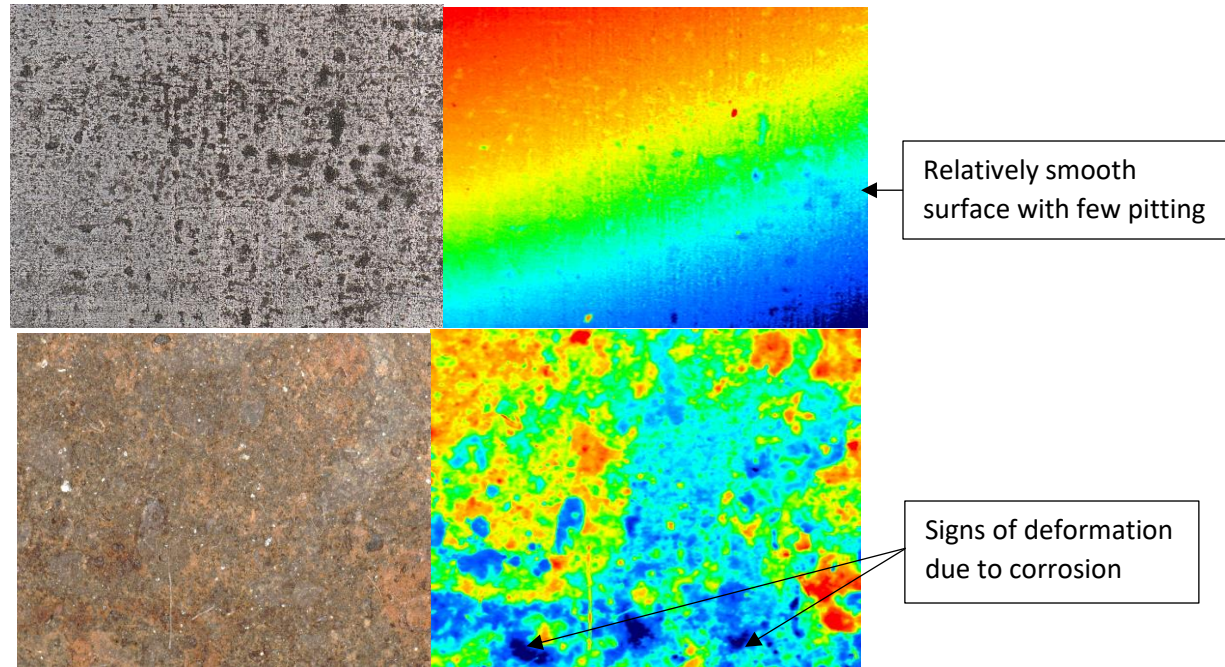 Relatively smooth
surface with few pitting
Signs of deformation
due to corrosion